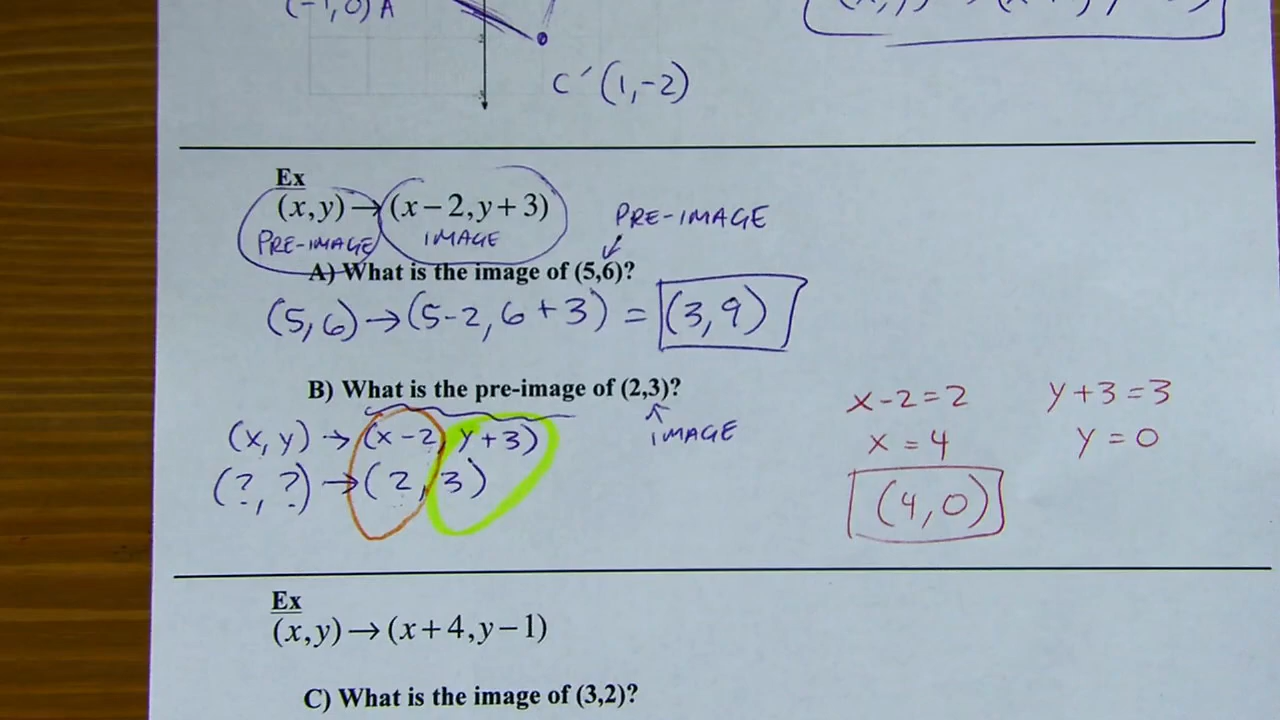 (-1,0) A
C′ (1,-2)
Ex
(x,y)→(x−2,y+3)
PRE-IMAGE IMAGE
PRE-IMAGE
A) What is the image of (5,6)?
(5,6)→(5-2,6+3) = (3,9)
B) What is the pre-image of (2,3)?
IMAGE
(x,y)→(x-2, y+3)
(?,?)→(2,3)
x-2=2 y+3=3
x=4 y=0
(4,0)
Ex
(x,y)→(x+4,y−1)
C) What is the image of (3,2)?